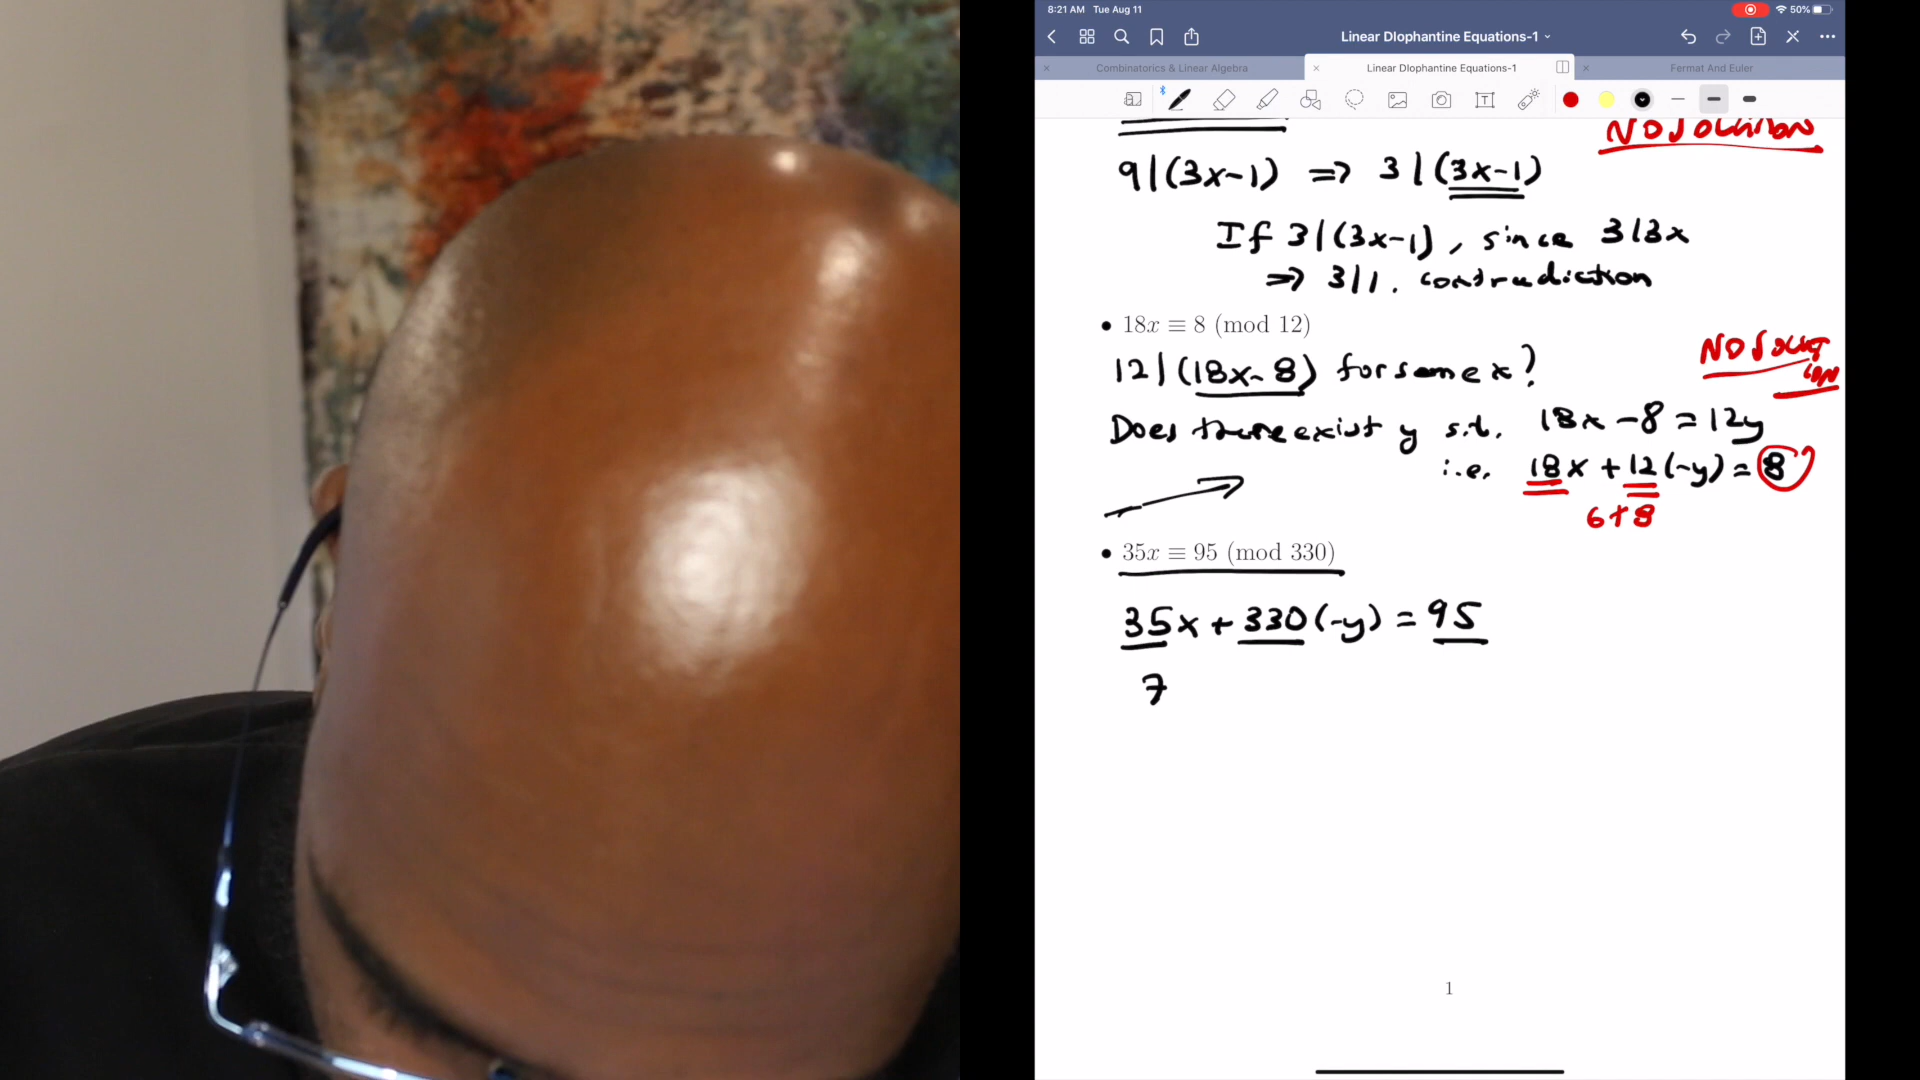 8:21 AM Tue Aug 11
50%
Linear DIophantine Equations-1
Combinatorics & Linear Algebra
Linear DIophantine Equations-1
Fermat And Euler
NO SOLUTION
9|(3x-1) ⇒ 3|(3x-1)
If 3|(3x-1), since 3|3x
⇒ 3|1. contradiction
• 18x ≡ 8 (mod 12)
NO SOLUTION
12|(18x-8) for some x?
Does there exist y s.t. 18x-8=12y
i.e. 18x+12(-y)=8
6∤8
• 35x ≡ 95 (mod 330)
35x+330(-y)=95
7
1